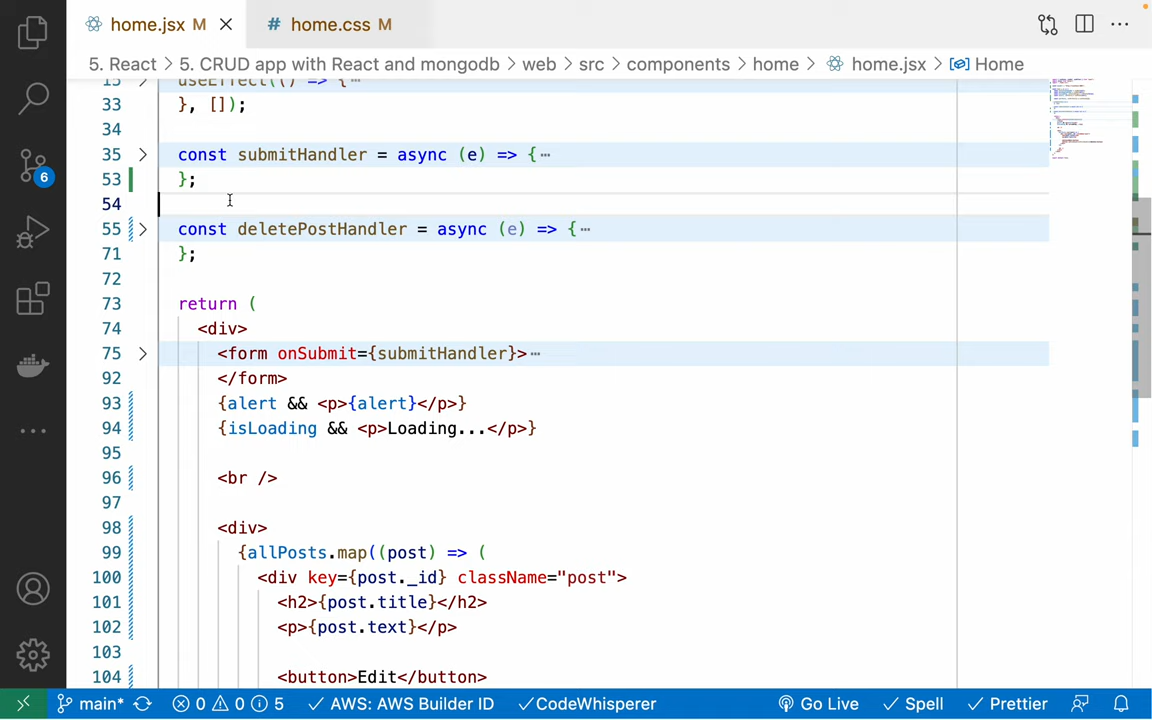 home.jsx M
# home.css M
5. React > 5. CRUD app with React and mongodb > web > src > components > home > home.jsx > Home
15 useEffect(() => {…
33 }, []);
34
35 const submitHandler = async (e) => {…
53 };
54
55 const deletePostHandler = async (e) => {…
71 };
72
73 return (
74 <div>
75 <form onSubmit={submitHandler}>…
92 </form>
93 {alert && <p>{alert}</p>}
94 {isLoading && <p>Loading...</p>}
95
96 <br />
97
98 <div>
99 {allPosts.map((post) => (
100 <div key={post._id} className="post">
101 <h2>{post.title}</h2>
102 <p>{post.text}</p>
103
104 <button>Edit</button>
6
main* 0 0 5 AWS: AWS Builder ID CodeWhisperer Go Live Spell Prettier